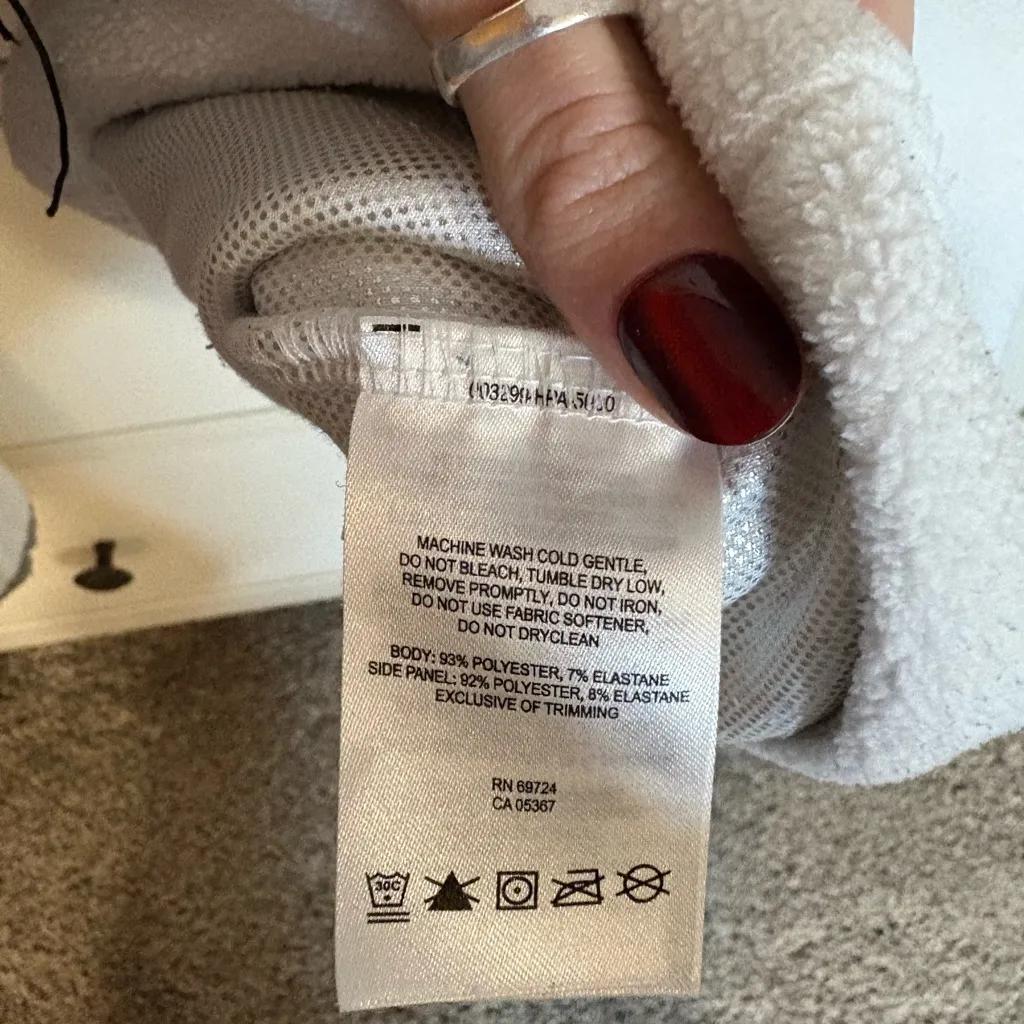 MACHINE WASH COLD GENTLE,
DO NOT BLEACH, TUMBLE DRY LOW,
REMOVE PROMPTLY, DO NOT IRON,
DO NOT USE FABRIC SOFTENER,
DO NOT DRYCLEAN
BODY: 93% POLYESTER, 7% ELASTANE
SIDE PANEL: 92% POLYESTER, 8% ELASTANE
EXCLUSIVE OF TRIMMING
RN 69724
CA 05367
30C